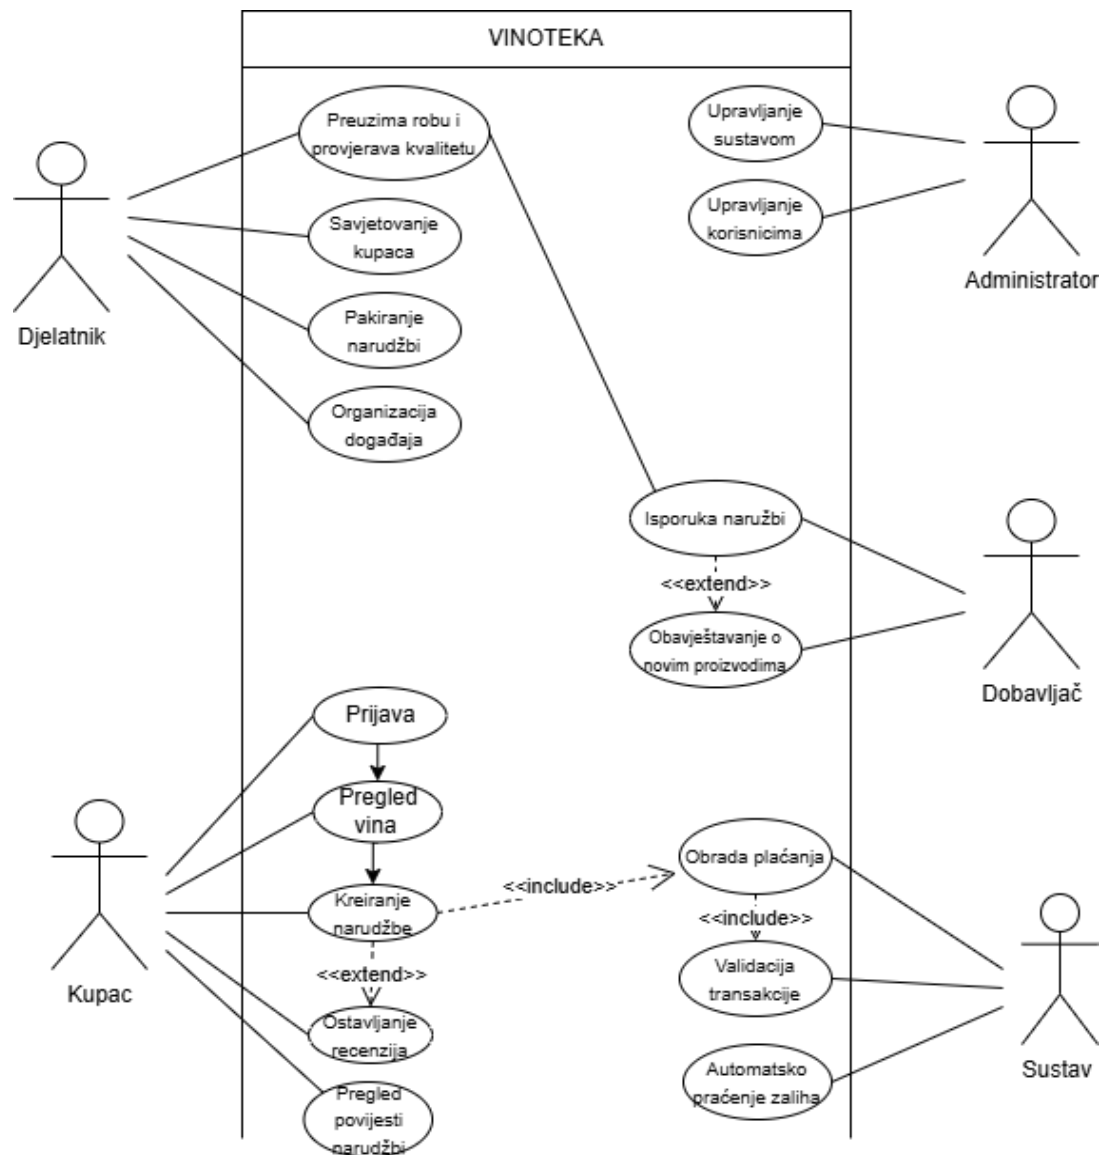 VINOTEKA
Preuzima robu i
provjerava kvalitetu
Savjetovanje
kupaca
Pakiranje
narudžbi
Organizacija
događaja
Djelatnik
Upravljanje
sustavom
Upravljanje
korisnicima
Administrator
Isporuka naružbi
<<extend>>
Obavještavanje o
novim proizvodima
Dobavljač
Prijava
Pregled
vina
Kreiranje
narudžbe
<<extend>>
Ostavljanje
recenzija
Pregled
povijesti
narudžbi
Kupac
<<include>>
Obrada plaćanja
<<include>>
Validacija
transakcije
Automatsko
praćenje zaliha
Sustav